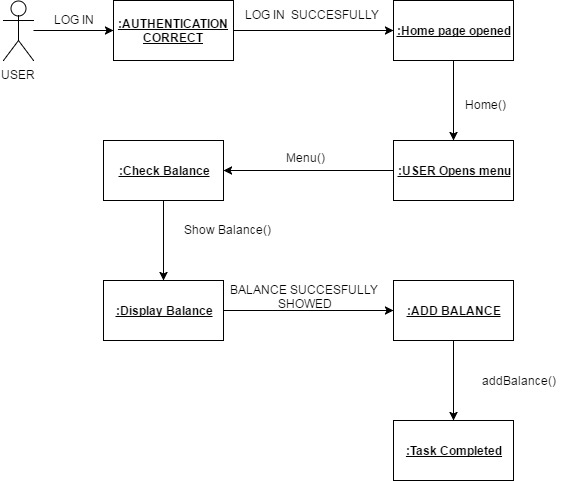 LOG IN
USER
:AUTHENTICATION
CORRECT
LOG IN  SUCCESFULLY
:Home page opened
Home()
:USER Opens menu
Menu()
:Check Balance
Show Balance()
:Display Balance
BALANCE SUCCESFULLY
SHOWED
:ADD BALANCE
addBalance()
:Task Completed